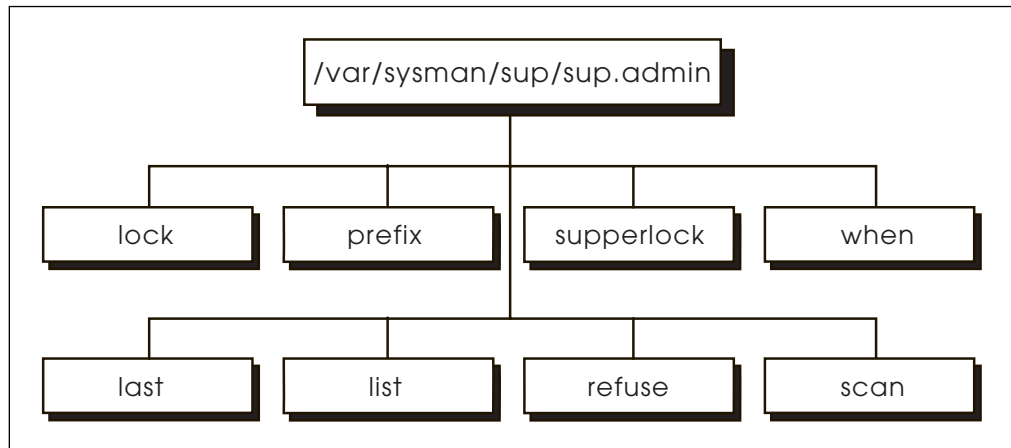 /var/sysman/sup/sup.admin
lock prefix supperlock when
last list refuse scan